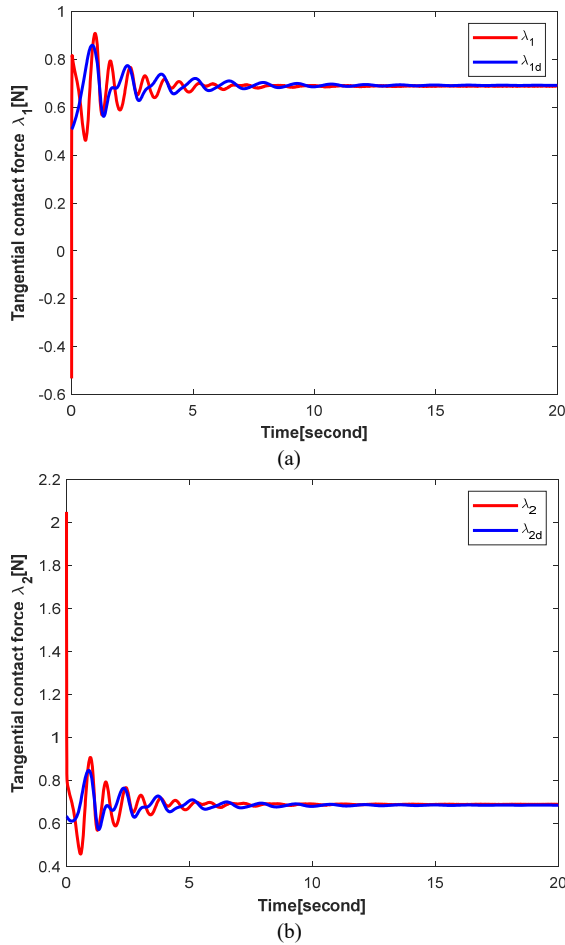 1
0.8
0.6
0.4
0.2
0
-0.2
-0.4
-0.6
0 5 10 15 20
Tangential contact force λ1[N]
Time[second]
λ1
λ1d
(a)
2.2
2
1.8
1.6
1.4
1.2
1
0.8
0.6
0.4
0 5 10 15 20
Tangential contact force λ2[N]
Time[second]
λ2
λ2d
(b)